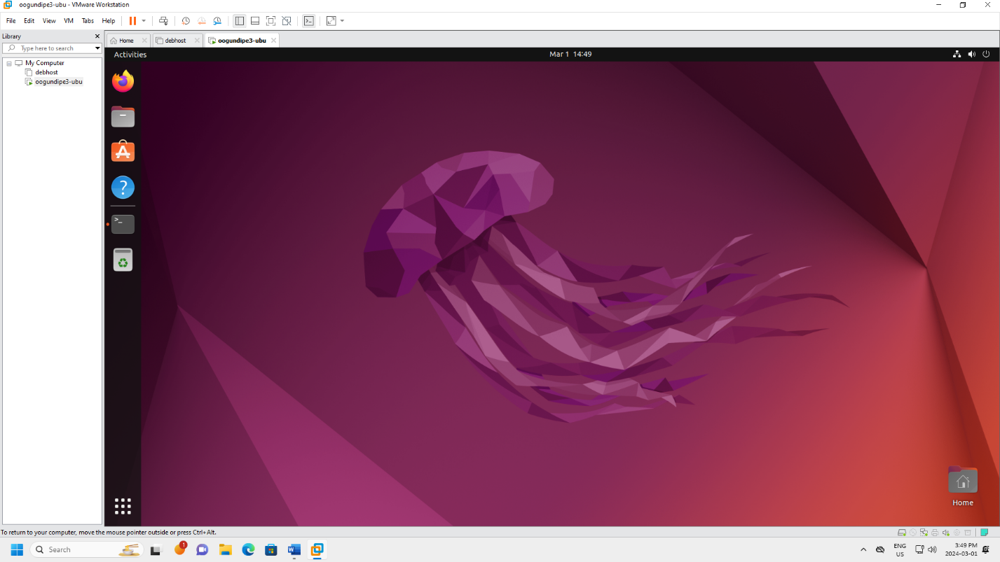 oogundipe3-ubu - VMware Workstation
File Edit View VM Tabs Help
Library
Type here to search
My Computer
debhost
oogundipe3-ubu
Home
debhost
oogundipe3-ubu
Activities
Mar 1 14:49
Home
To return to your computer, move the mouse pointer outside or press Ctrl+Alt.
Search
1
ENG
US
3:49 PM
2024-03-01